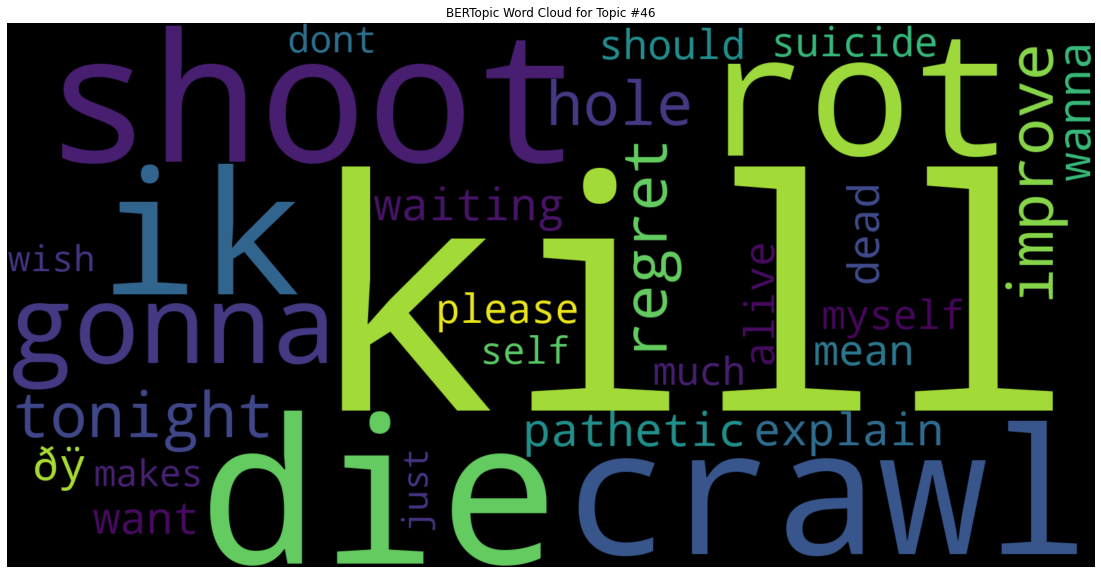 BERTopic Word Cloud for Topic #46
dont
should
suicide
shoot
rot
hole
improve
wanna
ik
kill
waiting
regret
dead
wish
alive
gonna
please
myself
self
mean
much
tonight
die
crawl
pathetic
explain
ðÿ
makes
just
want